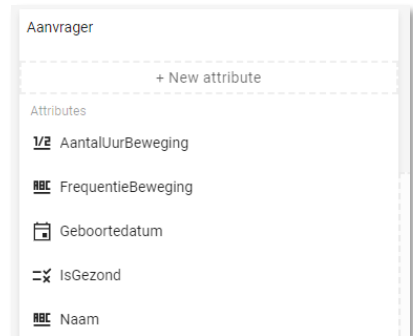 Aanvrager
+ New attribute
Attributes
1/2 AantalUurBeweging
ABC FrequentieBeweging
Geboortedatum
IsGezond
ABC Naam